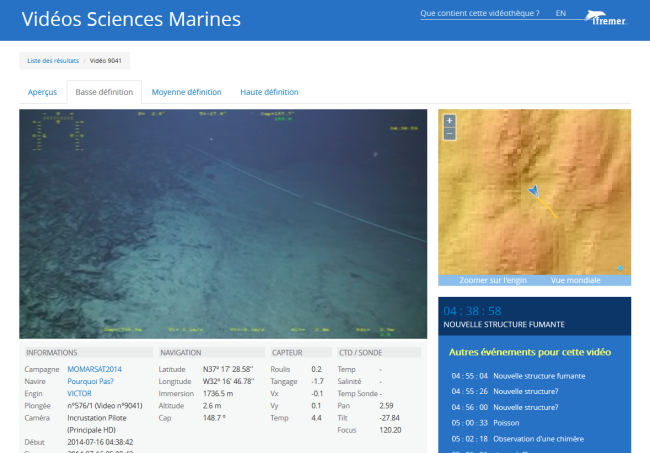 Vidéos Sciences Marines
Que contient cette vidéothèque ? EN ifremer
Liste des résultats / Vidéo 9041
Aperçus Basse définition Moyenne définition Haute définition
+
−
Zoomer sur l'engin Vue mondiale
04 : 38 : 58
NOUVELLE STRUCTURE FUMANTE
Autres événements pour cette vidéo
04 : 55 : 04 Nouvelle structure fumante
04 : 55 : 26 Nouvelle structure?
04 : 56 : 00 Nouvelle structure?
05 : 00 : 33 Poisson
05 : 02 : 18 Observation d'une chimère
INFORMATIONS
Campagne MOMARSAT2014
Navire Pourquoi Pas?
Engin VICTOR
Plongée n°576/1 (Video n°9041)
Caméra Incrustation Pilote
(Principale HD)
Début 2014-07-16 04:38:42
NAVIGATION
Latitude N37° 17' 28.58"
Longitude W32° 16' 46.78"
Immersion 1736.5 m
Altitude 2.6 m
Cap 148.7 °
CAPTEUR
Roulis 0.2
Tangage -1.7
Vx -0.1
Vy 0.1
Temp 4.4
CTD / SONDE
Temp -
Salinité -
Temp Sonde -
Pan 2.59
Tilt -27.84
Focus 120.20